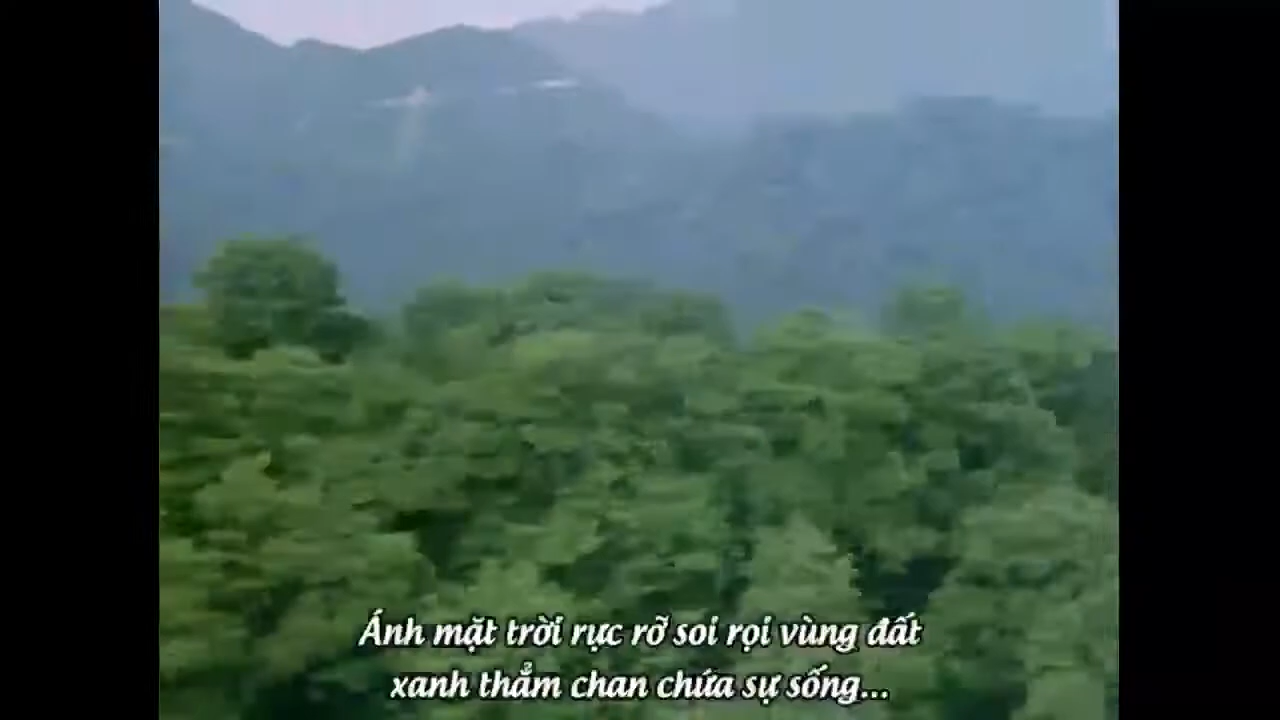 Ánh mặt trời rực rỡ soi rọi vùng đất
xanh thẳm chan chứa sự sống...